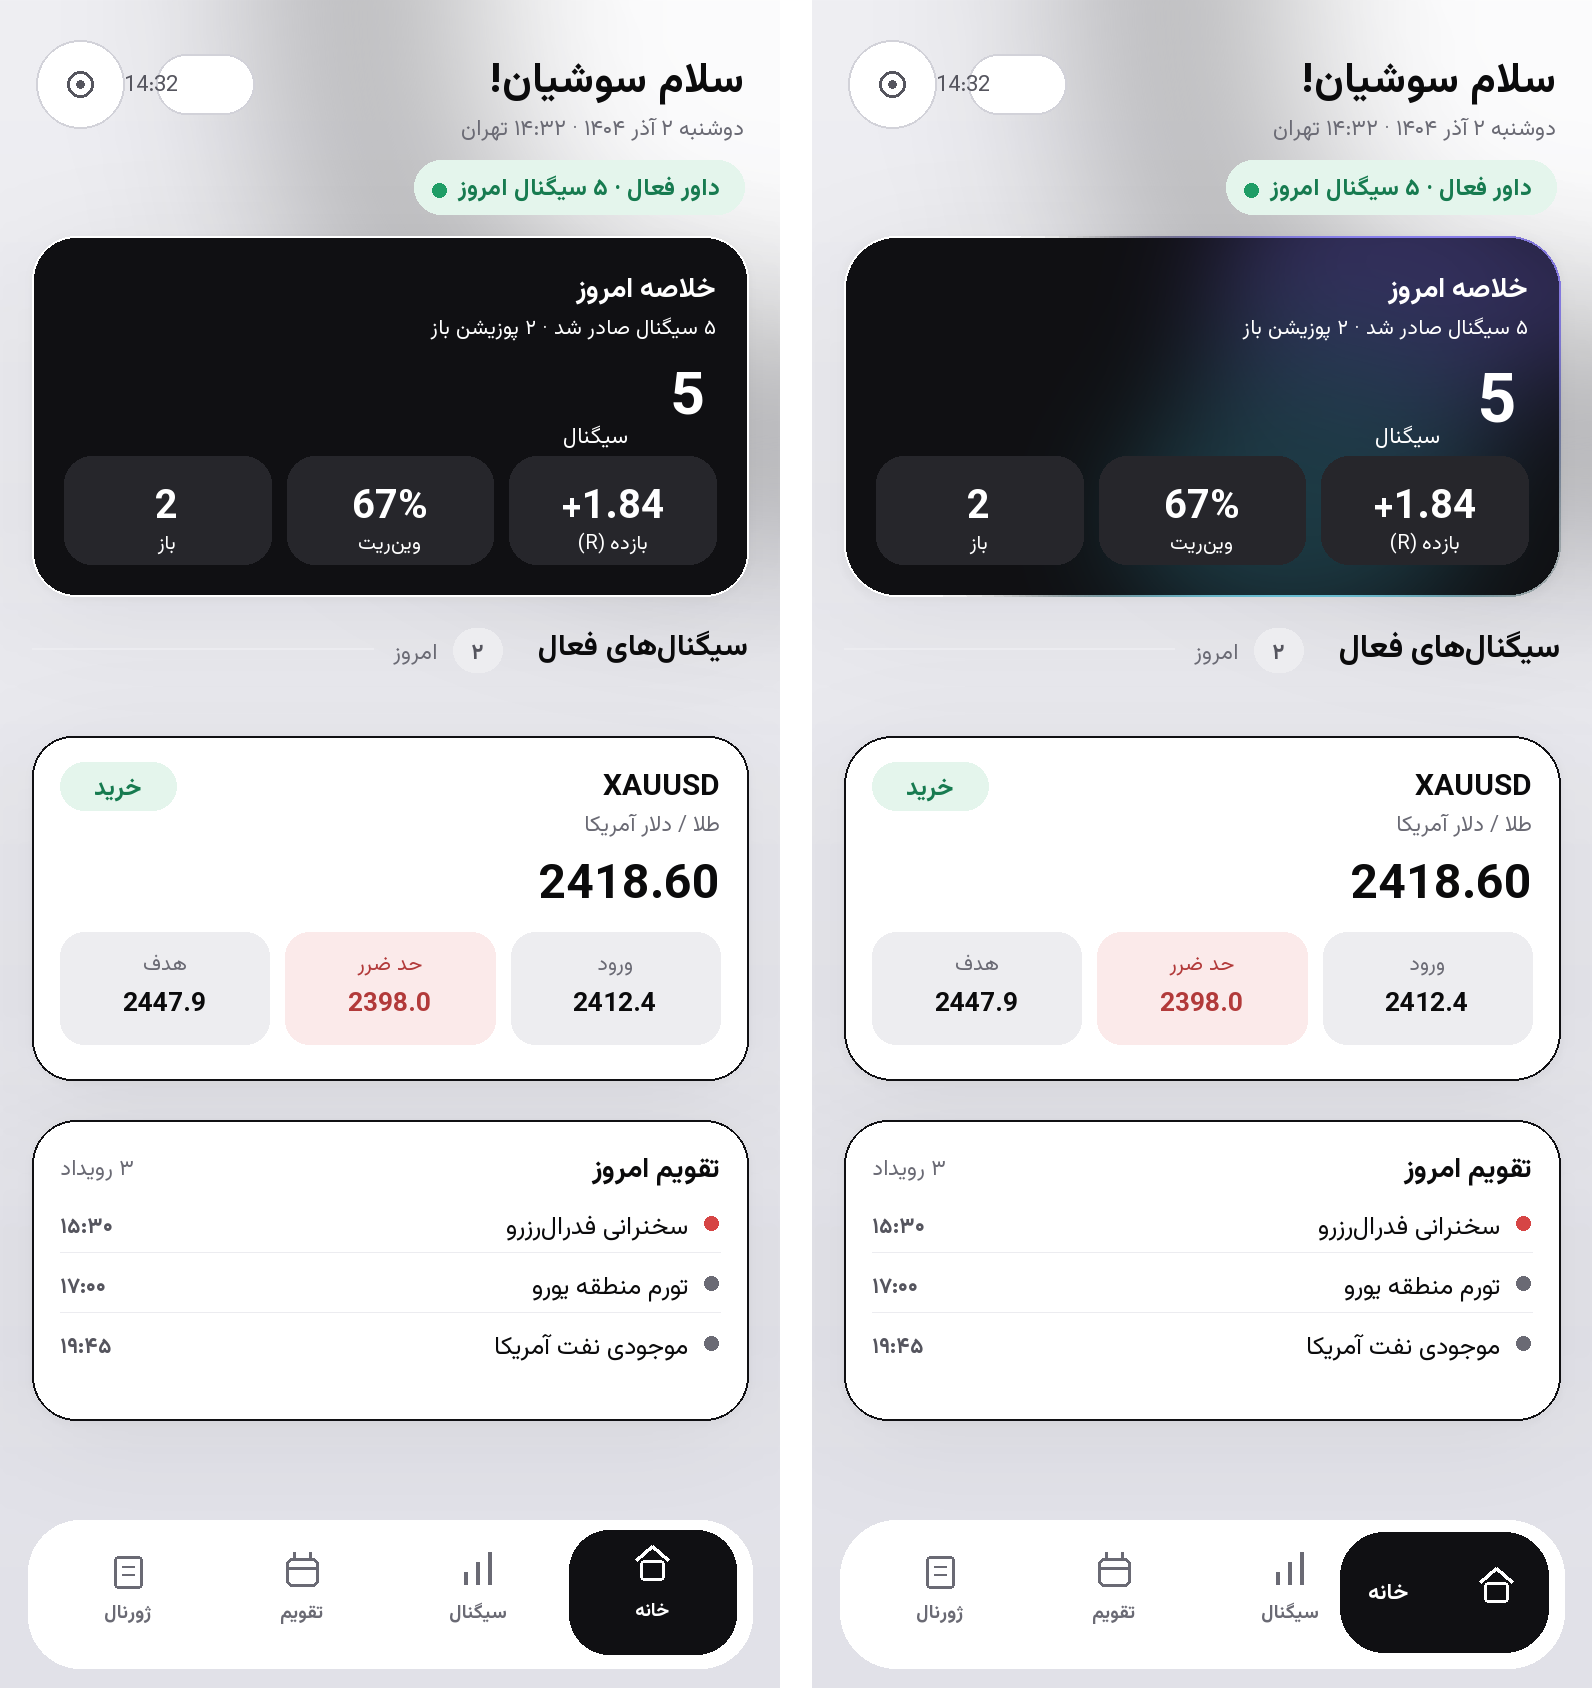 سلام سوشیان!
14:32
دوشنبه ۲ آذر ۱۴۰۴ · ۱۴:۳۲ تهران
داور فعال · ۵ سیگنال امروز
خلاصه امروز
۵ سیگنال صادر شد · ۲ پوزیشن باز
5
سیگنال
+1.84
بازده (R)
67%
وین‌ریت
2
باز
سیگنال‌های فعال
۲
امروز
XAUUSD
خرید
طلا / دلار آمریکا
2418.60
ورود
2412.4
حد ضرر
2398.0
هدف
2447.9
تقویم امروز
۳ رویداد
سخنرانی فدرال‌رزرو
۱۵:۳۰
تورم منطقه یورو
۱۷:۰۰
موجودی نفت آمریکا
۱۹:۴۵
خانه
سیگنال
تقویم
ژورنال
سلام سوشیان!
14:32
دوشنبه ۲ آذر ۱۴۰۴ · ۱۴:۳۲ تهران
داور فعال · ۵ سیگنال امروز
خلاصه امروز
۵ سیگنال صادر شد · ۲ پوزیشن باز
5
سیگنال
+1.84
بازده (R)
67%
وین‌ریت
2
باز
سیگنال‌های فعال
۲
امروز
XAUUSD
خرید
طلا / دلار آمریکا
2418.60
ورود
2412.4
حد ضرر
2398.0
هدف
2447.9
تقویم امروز
۳ رویداد
سخنرانی فدرال‌رزرو
۱۵:۳۰
تورم منطقه یورو
۱۷:۰۰
موجودی نفت آمریکا
۱۹:۴۵
خانه
سیگنال
تقویم
ژورنال